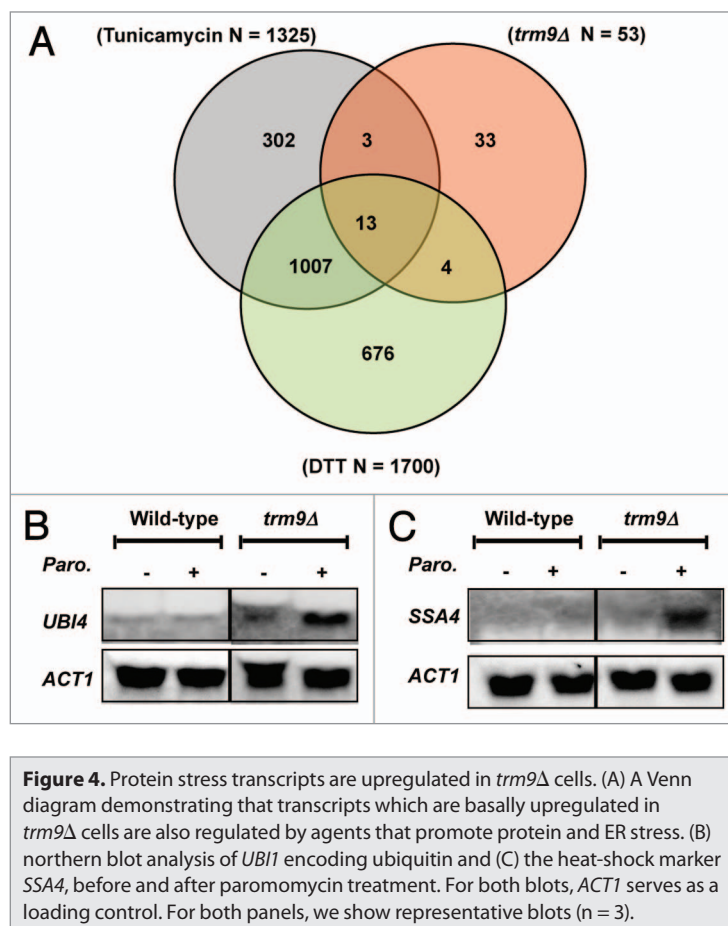 A
(Tunicamycin N = 1325)
(trm9Δ N = 53)
302
3
33
13
1007
4
676
(DTT N = 1700)
B
Wild-type
trm9Δ
Paro.
-
+
-
+
UBI4
ACT1
C
Wild-type
trm9Δ
Paro.
-
+
-
+
SSA4
ACT1
Figure 4. Protein stress transcripts are upregulated in trm9Δ cells. (A) A Venn
diagram demonstrating that transcripts which are basally upregulated in
trm9Δ cells are also regulated by agents that promote protein and ER stress. (B)
northern blot analysis of UBI1 encoding ubiquitin and (C) the heat-shock marker
SSA4, before and after paromomycin treatment. For both blots, ACT1 serves as a
loading control. For both panels, we show representative blots (n = 3).